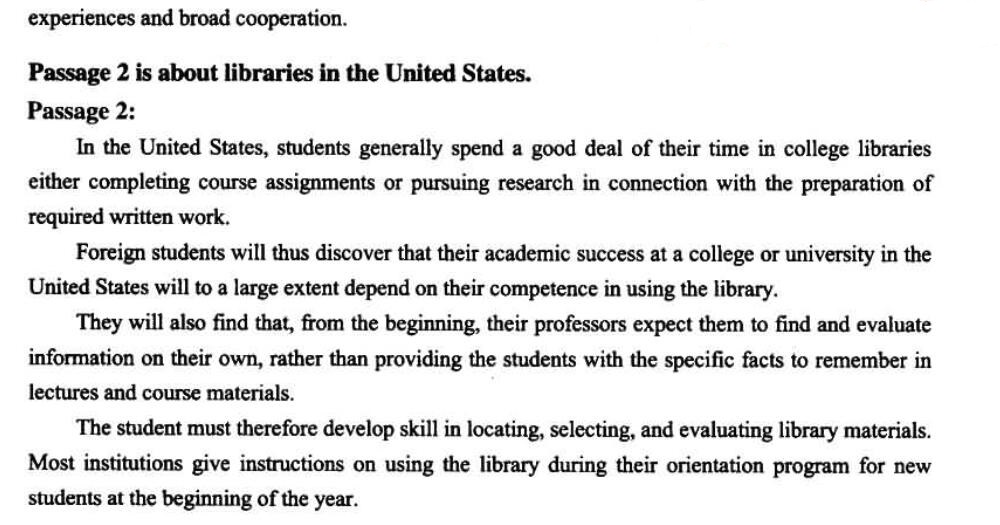 experiences and broad cooperation.
Passage 2 is about libraries in the United States.
Passage 2:
In the United States, students generally spend a good deal of their time in college libraries
either completing course assignments or pursuing research in connection with the preparation of
required written work.
Foreign students will thus discover that their academic success at a college or university in the
United States will to a large extent depend on their competence in using the library.
They will also find that, from the beginning, their professors expect them to find and evaluate
information on their own, rather than providing the students with the specific facts to remember in
lectures and course materials.
The student must therefore develop skill in locating, selecting, and evaluating library materials.
Most institutions give instructions on using the library during their orientation program for new
students at the beginning of the year.